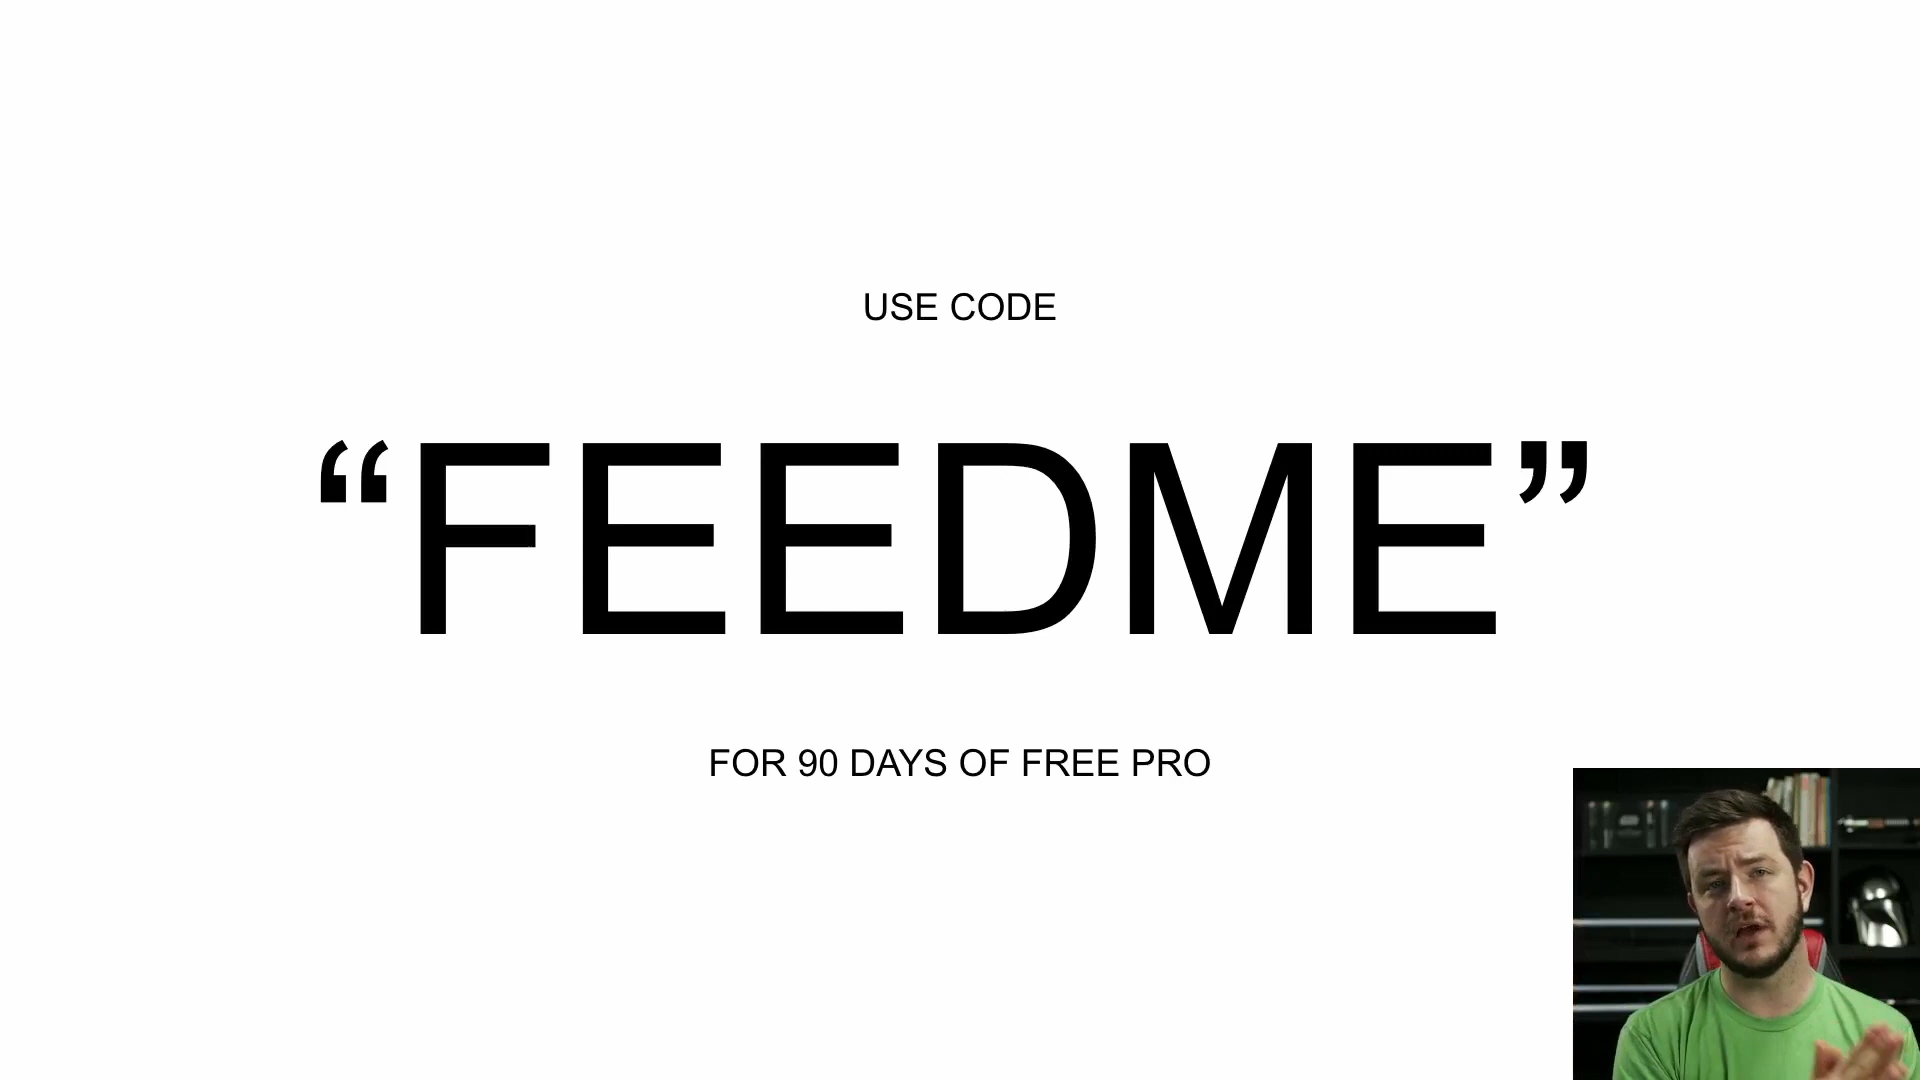 USE CODE
“FEEDME”
FOR 90 DAYS OF FREE PRO